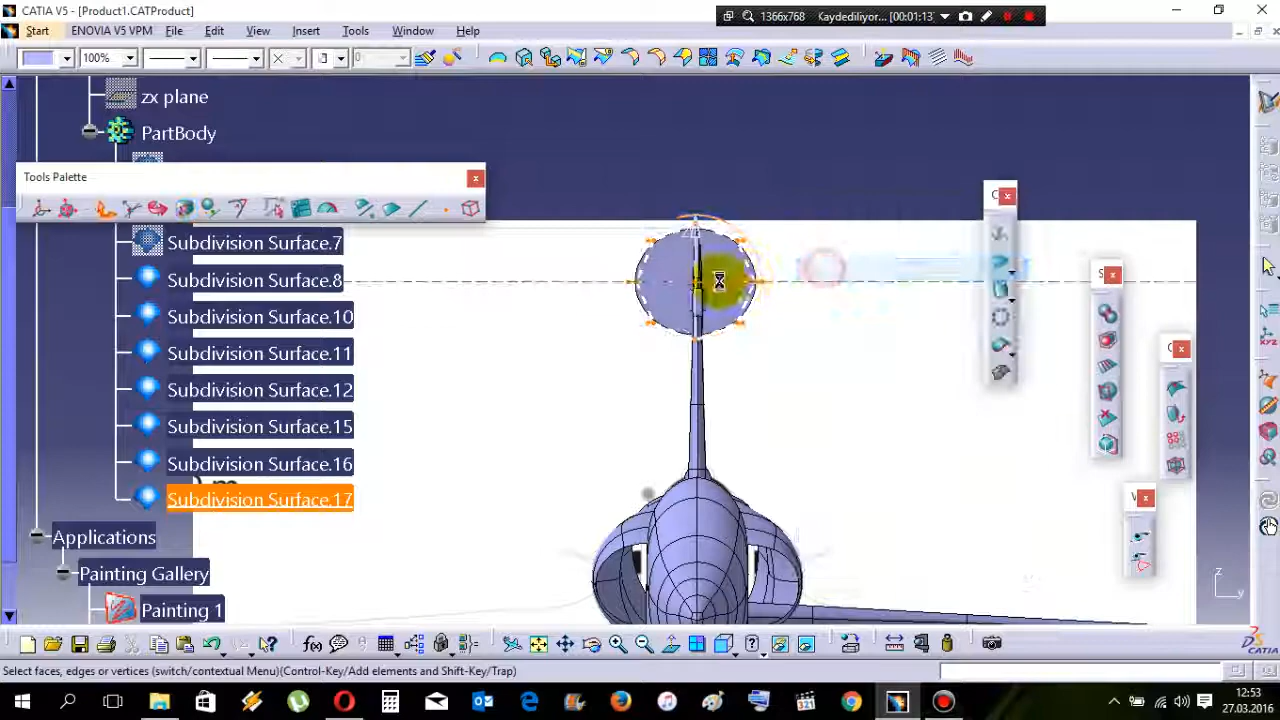 CATIA V5 - [Product1.CATProduct]
1366x768
Kaydediliyor... [00:01:13]
Start
ENOVIA V5 VPM
File
Edit
View
Insert
Tools
Window
Help
100%
3
0
zx plane
PartBody
Tools Palette
Subdivision Surface.7
Subdivision Surface.8
Subdivision Surface.10
Subdivision Surface.11
Subdivision Surface.12
Subdivision Surface.15
Subdivision Surface.16
Subdivision Surface.17
Applications
Painting Gallery
Painting 1
C
S
V
z
y
Select faces, edges or vertices (switch/contextual Menu)(Control-Key/Add elements and Shift-Key/Trap)
CATIA
12:53
27.03.2016